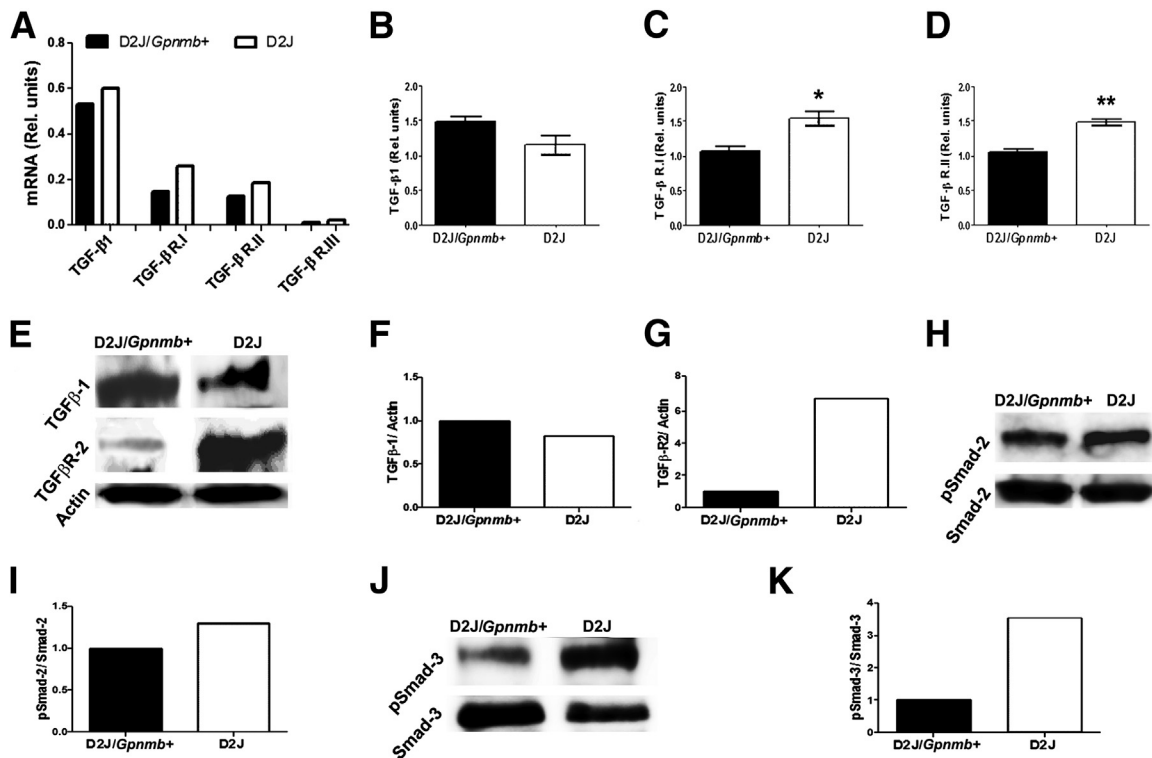 A
D2J/Gpnmb+
D2J
mRNA (Rel. units)
0.8
0.6
0.4
0.2
0.0
TGF-β1
TGF-β R.I
TGF-β R.II
TGF-β R.III
B
TGF-β1 (Rel. units)
2.0
1.5
1.0
0.5
0.0
D2J/Gpnmb+
D2J
C
TGF-β R.I (Rel. units)
2.0
1.5
1.0
0.5
0.0
*
D2J/Gpnmb+
D2J
D
TGF-β R.II (Rel. units)
2.0
1.5
1.0
0.5
0.0
**
D2J/Gpnmb+
D2J
E
D2J/Gpnmb+
D2J
TGFβ-1
TGFβR-2
Actin
F
TGFβ-1/ Actin
1.5
1.0
0.5
0.0
D2J/Gpnmb+
D2J
G
TGFβ-R2/ Actin
8
6
4
2
0
D2J/Gpnmb+
D2J
H
D2J/Gpnmb+
D2J
pSmad-2
Smad-2
I
pSmad-2/ Smad-2
1.5
1.0
0.5
0.0
D2J/Gpnmb+
D2J
J
D2J/Gpnmb+
D2J
pSmad-3
Smad-3
K
pSmad-3/ Smad-3
4
3
2
1
0
D2J/Gpnmb+
D2J